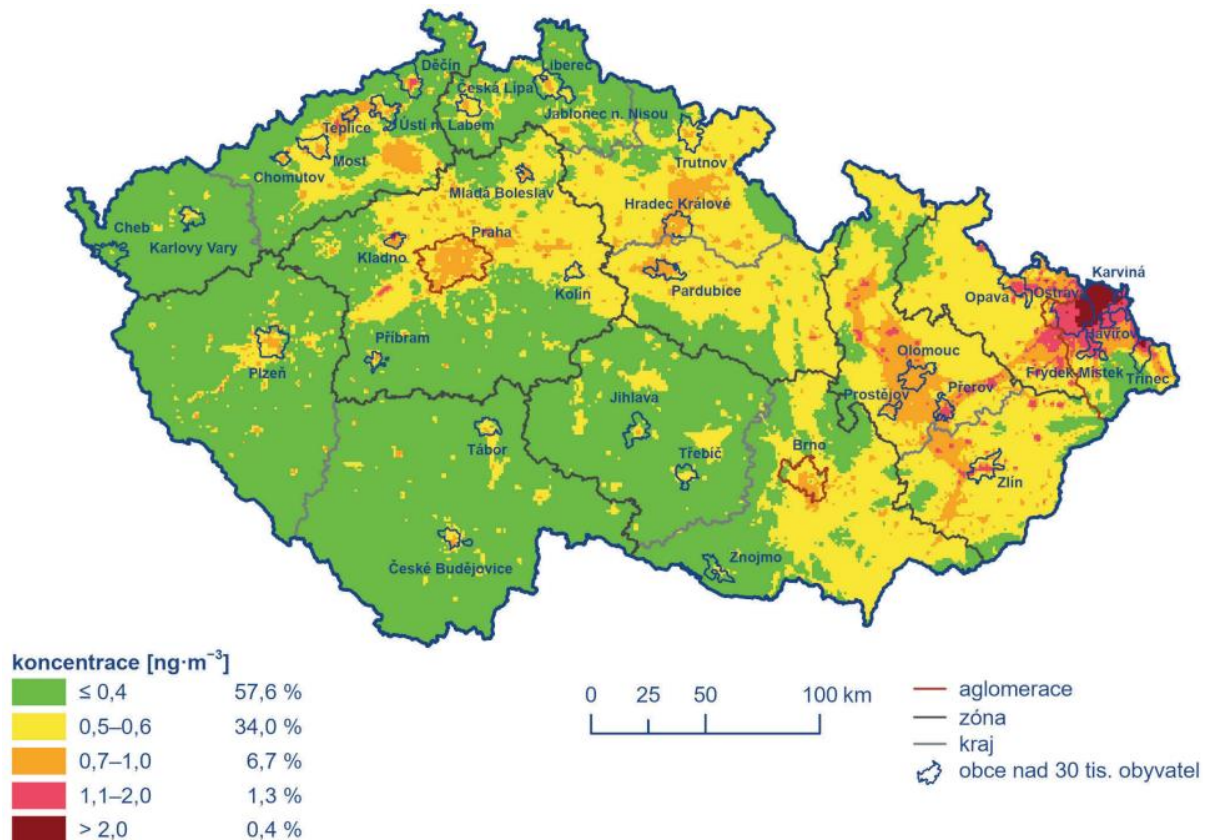 Děčín
Liberec
Česká Lípa
Jablonec n. Nisou
Teplice
Ústí n. Labem
Most
Chomutov
Trutnov
Mladá Boleslav
Hradec Králové
Cheb
Karlovy Vary
Praha
Kladno
Kolín
Pardubice
Karviná
Opava
Ostrava
Havířov
Příbram
Plzeň
Olomouc
Frýdek-Místek
Třinec
Přerov
Prostějov
Jihlava
Brno
Tábor
Třebíč
Zlín
Znojmo
České Budějovice
koncentrace [ng·m⁻³]
≤ 0,4 57,6 %
0,5–0,6 34,0 %
0,7–1,0 6,7 %
1,1–2,0 1,3 %
> 2,0 0,4 %
0 25 50 100 km
aglomerace
zóna
kraj
obce nad 30 tis. obyvatel